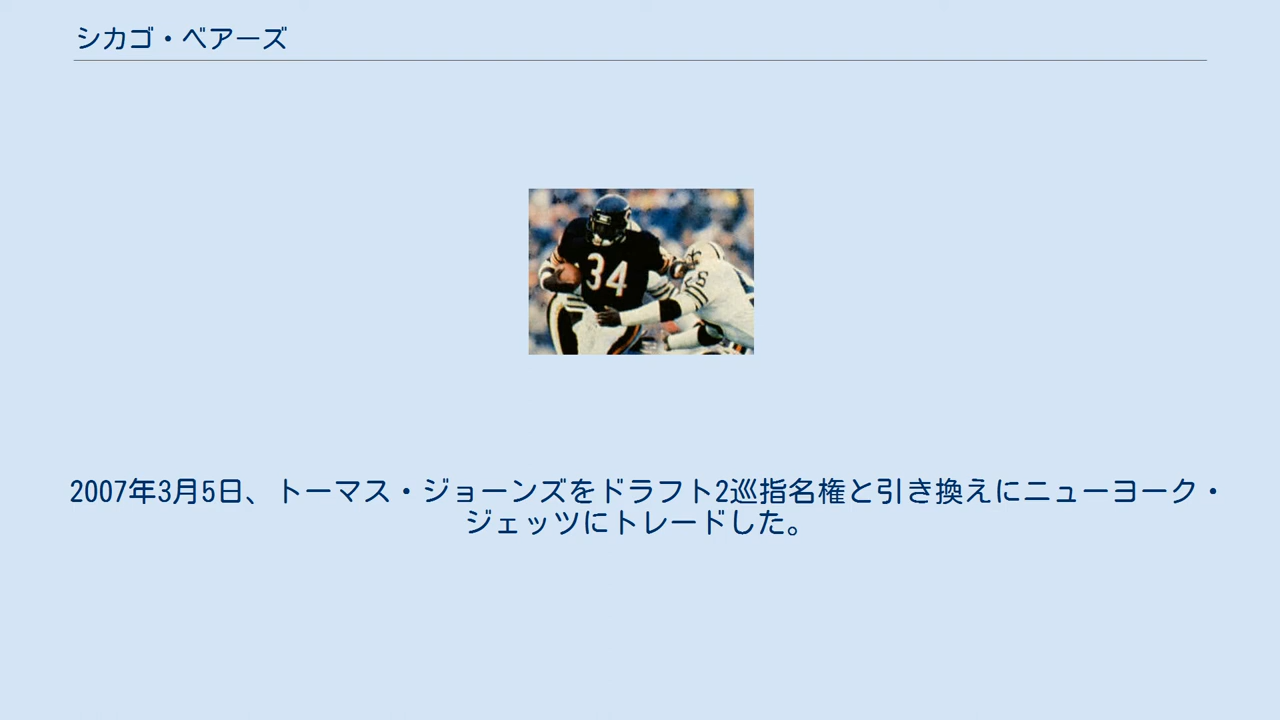 シカゴ・ベアーズ
34
2007年3月5日、トーマス・ジョーンズをドラフト2巡指名権と引き換えにニューヨーク・
ジェッツにトレードした。